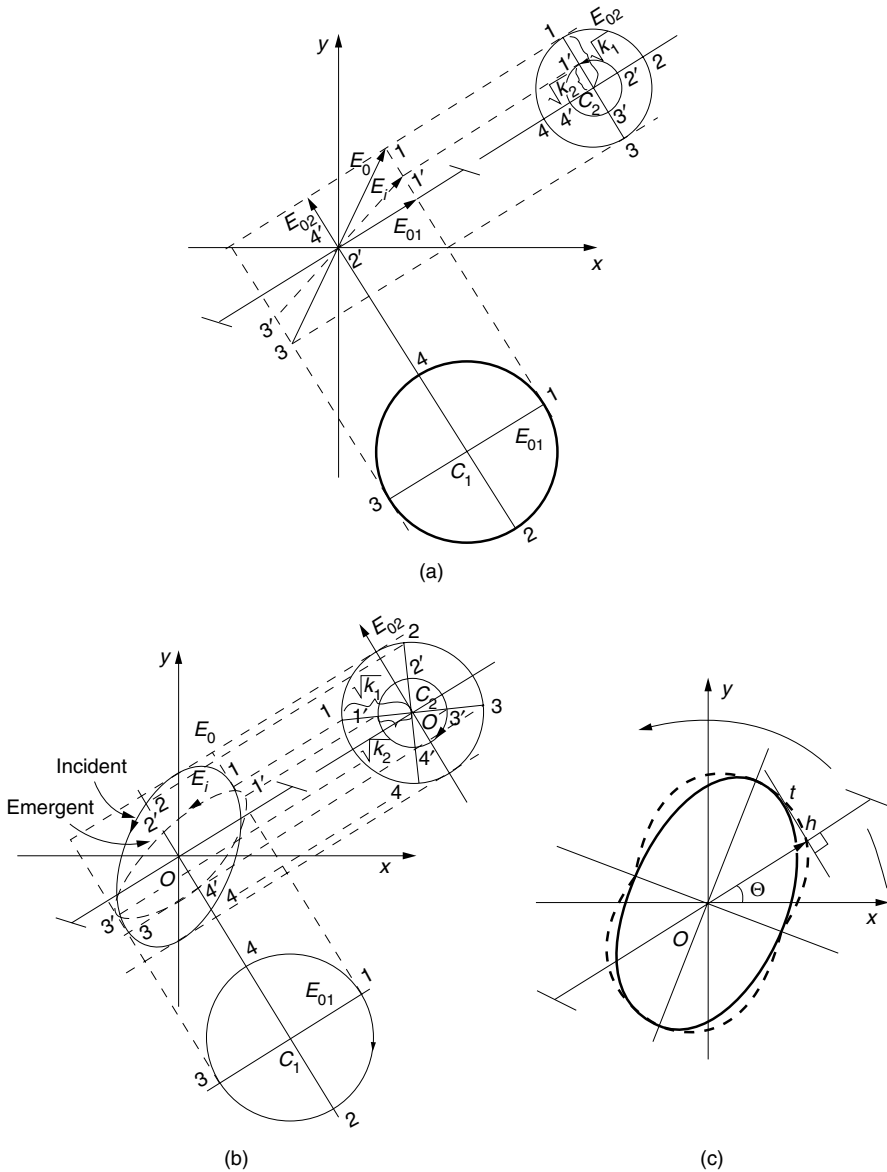 y
1
E02
√k1
1′
2
2′
√k2
C2
4′
3′
4
3
E0
1
Ei
1′
E02
4′
E01
2′
x
3′
3
4
1
E01
C1
3
2
(a)
E02
2
y
2′
√k1
C2
1
1′
O
3′
3
E0
√k2
4′
Incident
1
Ei
1′
4
Emergent
2
2′
x
O
4′
4
3′
3
4
1
E01
C1
3
2
(b)
y
t
h
Θ
x
O
(c)